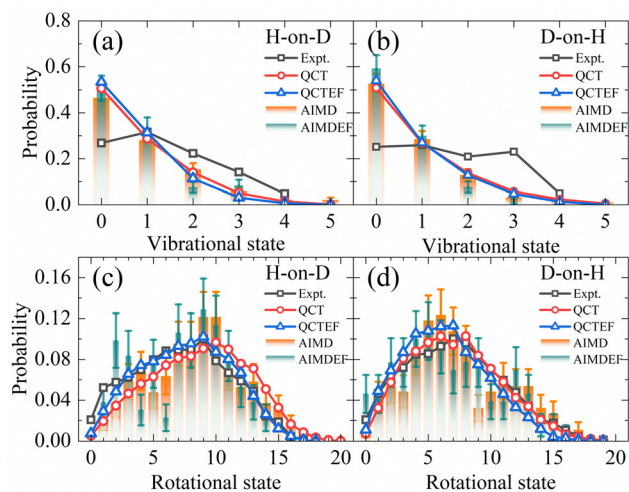 (a) H-on-D
Expt.
QCT
QCTEF
AIMD
AIMDEF
Probability
0.8
0.6
0.4
0.2
0.0
0 1 2 3 4 5
Vibrational state
(b) D-on-H
Expt.
QCT
QCTEF
AIMD
AIMDEF
0 1 2 3 4 5
Vibrational state
(c) H-on-D
Expt.
QCT
QCTEF
AIMD
AIMDEF
Probability
0.16
0.12
0.08
0.04
0.00
0 5 10 15 20
Rotational state
(d) D-on-H
Expt.
QCT
QCTEF
AIMD
AIMDEF
0 5 10 15 20
Rotational state